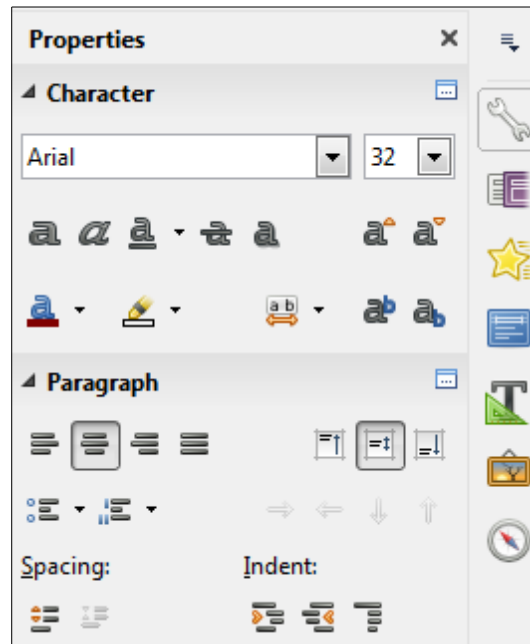 Properties
Character
Arial 32
Paragraph
Spacing: Indent: